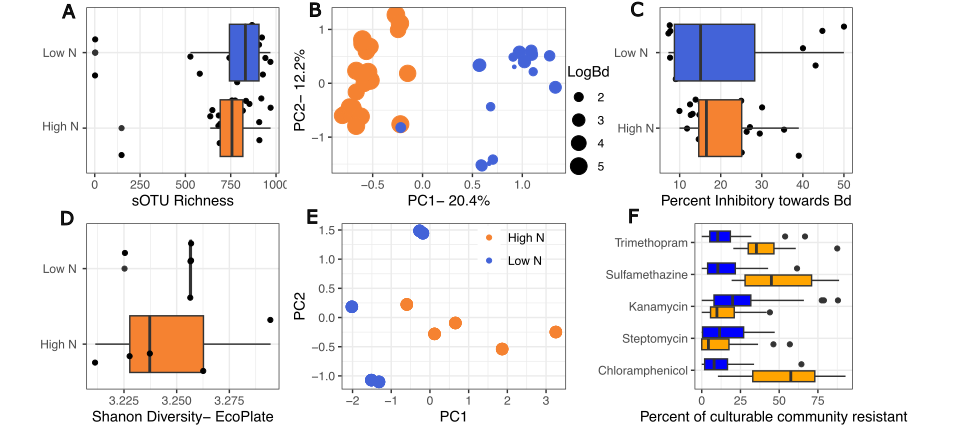 A
Low N
High N
0
250
500
750
1000
sOTU Richness
B
PC2– 12.2%
1
0
−1
−0.5
0.0
0.5
1.0
PC1– 20.4%
LogBd
2
3
4
5
C
Low N
High N
10
20
30
40
50
Percent Inhibitory towards Bd
D
Low N
High N
3.225
3.250
3.275
Shanon Diversity– EcoPlate
E
PC2
1.5
1.0
0.5
0.0
−0.5
−1.0
−2
−1
0
1
2
3
PC1
High N
Low N
F
Trimethopram
Sulfamethazine
Kanamycin
Steptomycin
Chloramphenicol
0
25
50
75
Percent of culturable community resistant